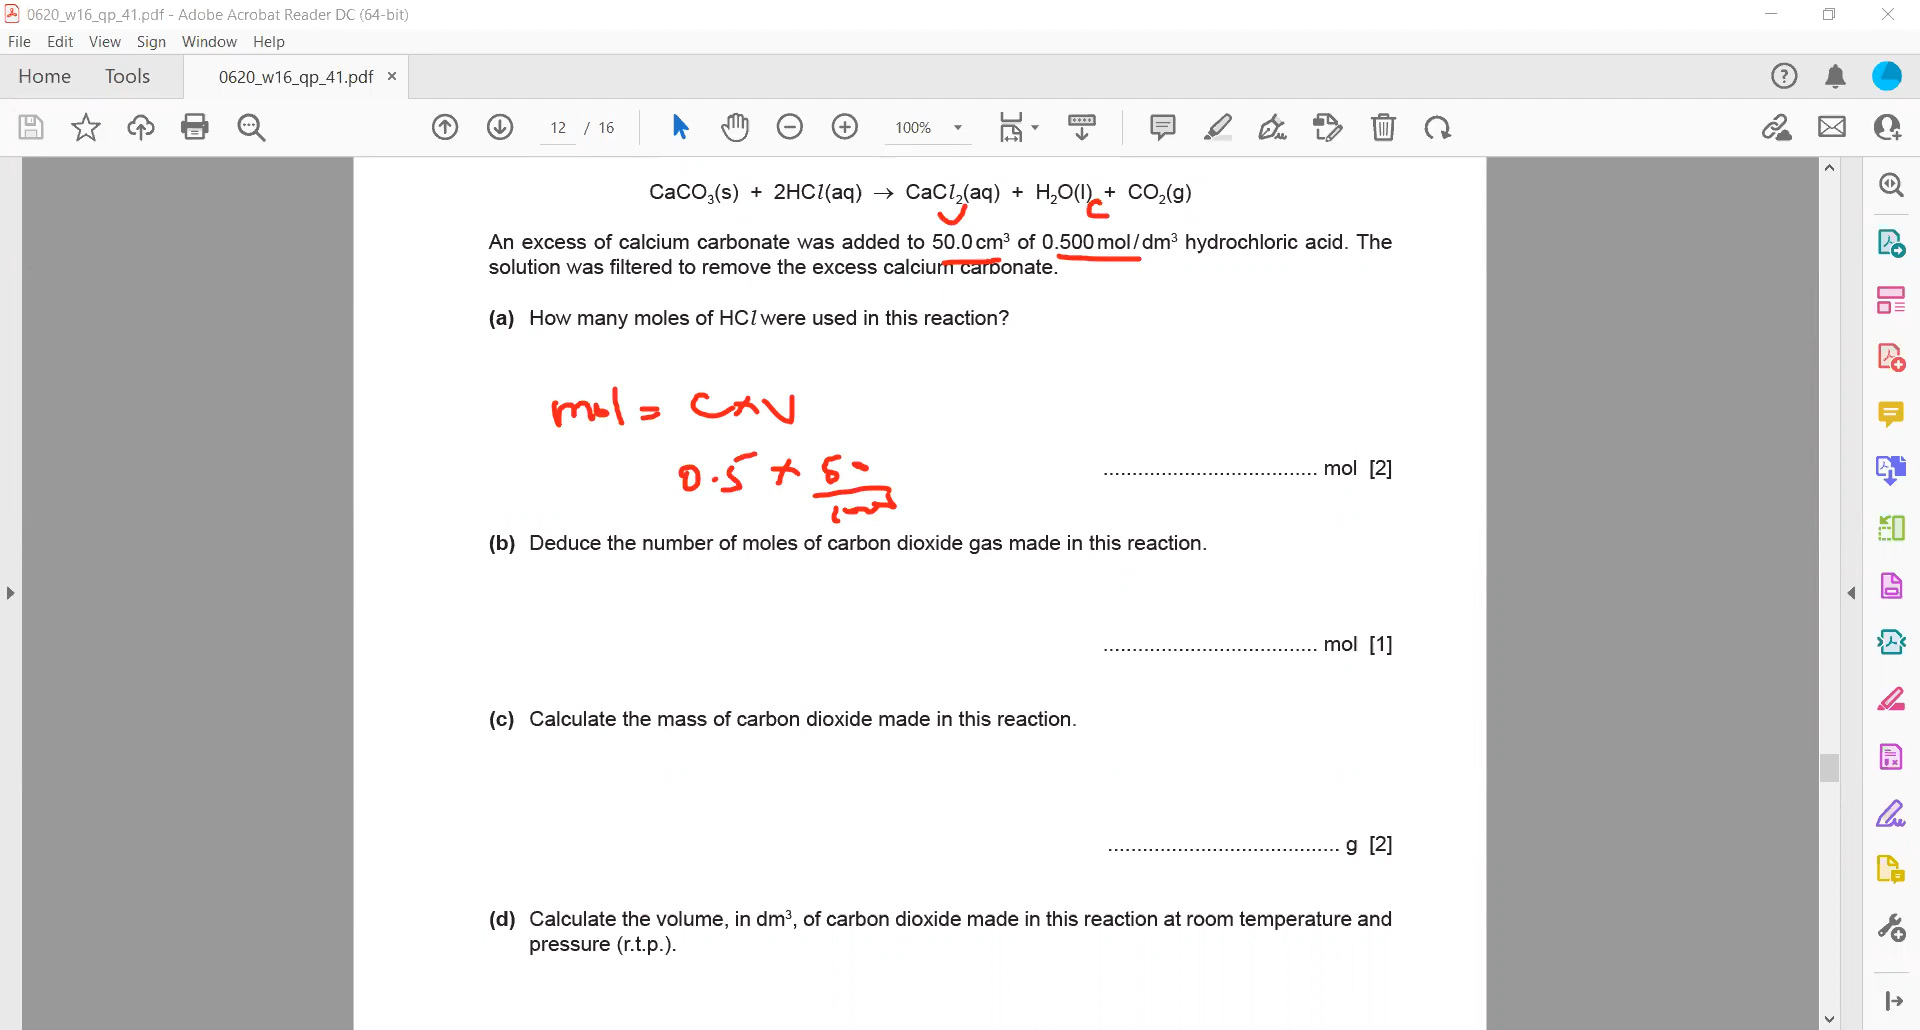 0620_w16_qp_41.pdf - Adobe Acrobat Reader DC (64-bit)
File Edit View Sign Window Help
Home Tools 0620_w16_qp_41.pdf ×
12 / 16 100%
CaCO₃(s) + 2HCl(aq) → CaCl₂(aq) + H₂O(l) + CO₂(g)
V C
An excess of calcium carbonate was added to 50.0 cm³ of 0.500 mol/dm³ hydrochloric acid. The
solution was filtered to remove the excess calcium carbonate.
(a) How many moles of HCl were used in this reaction?
mol = C × V
0.5 × 50
1000
.................................... mol [2]
(b) Deduce the number of moles of carbon dioxide gas made in this reaction.
.................................... mol [1]
(c) Calculate the mass of carbon dioxide made in this reaction.
....................................... g [2]
(d) Calculate the volume, in dm³, of carbon dioxide made in this reaction at room temperature and
pressure (r.t.p.).